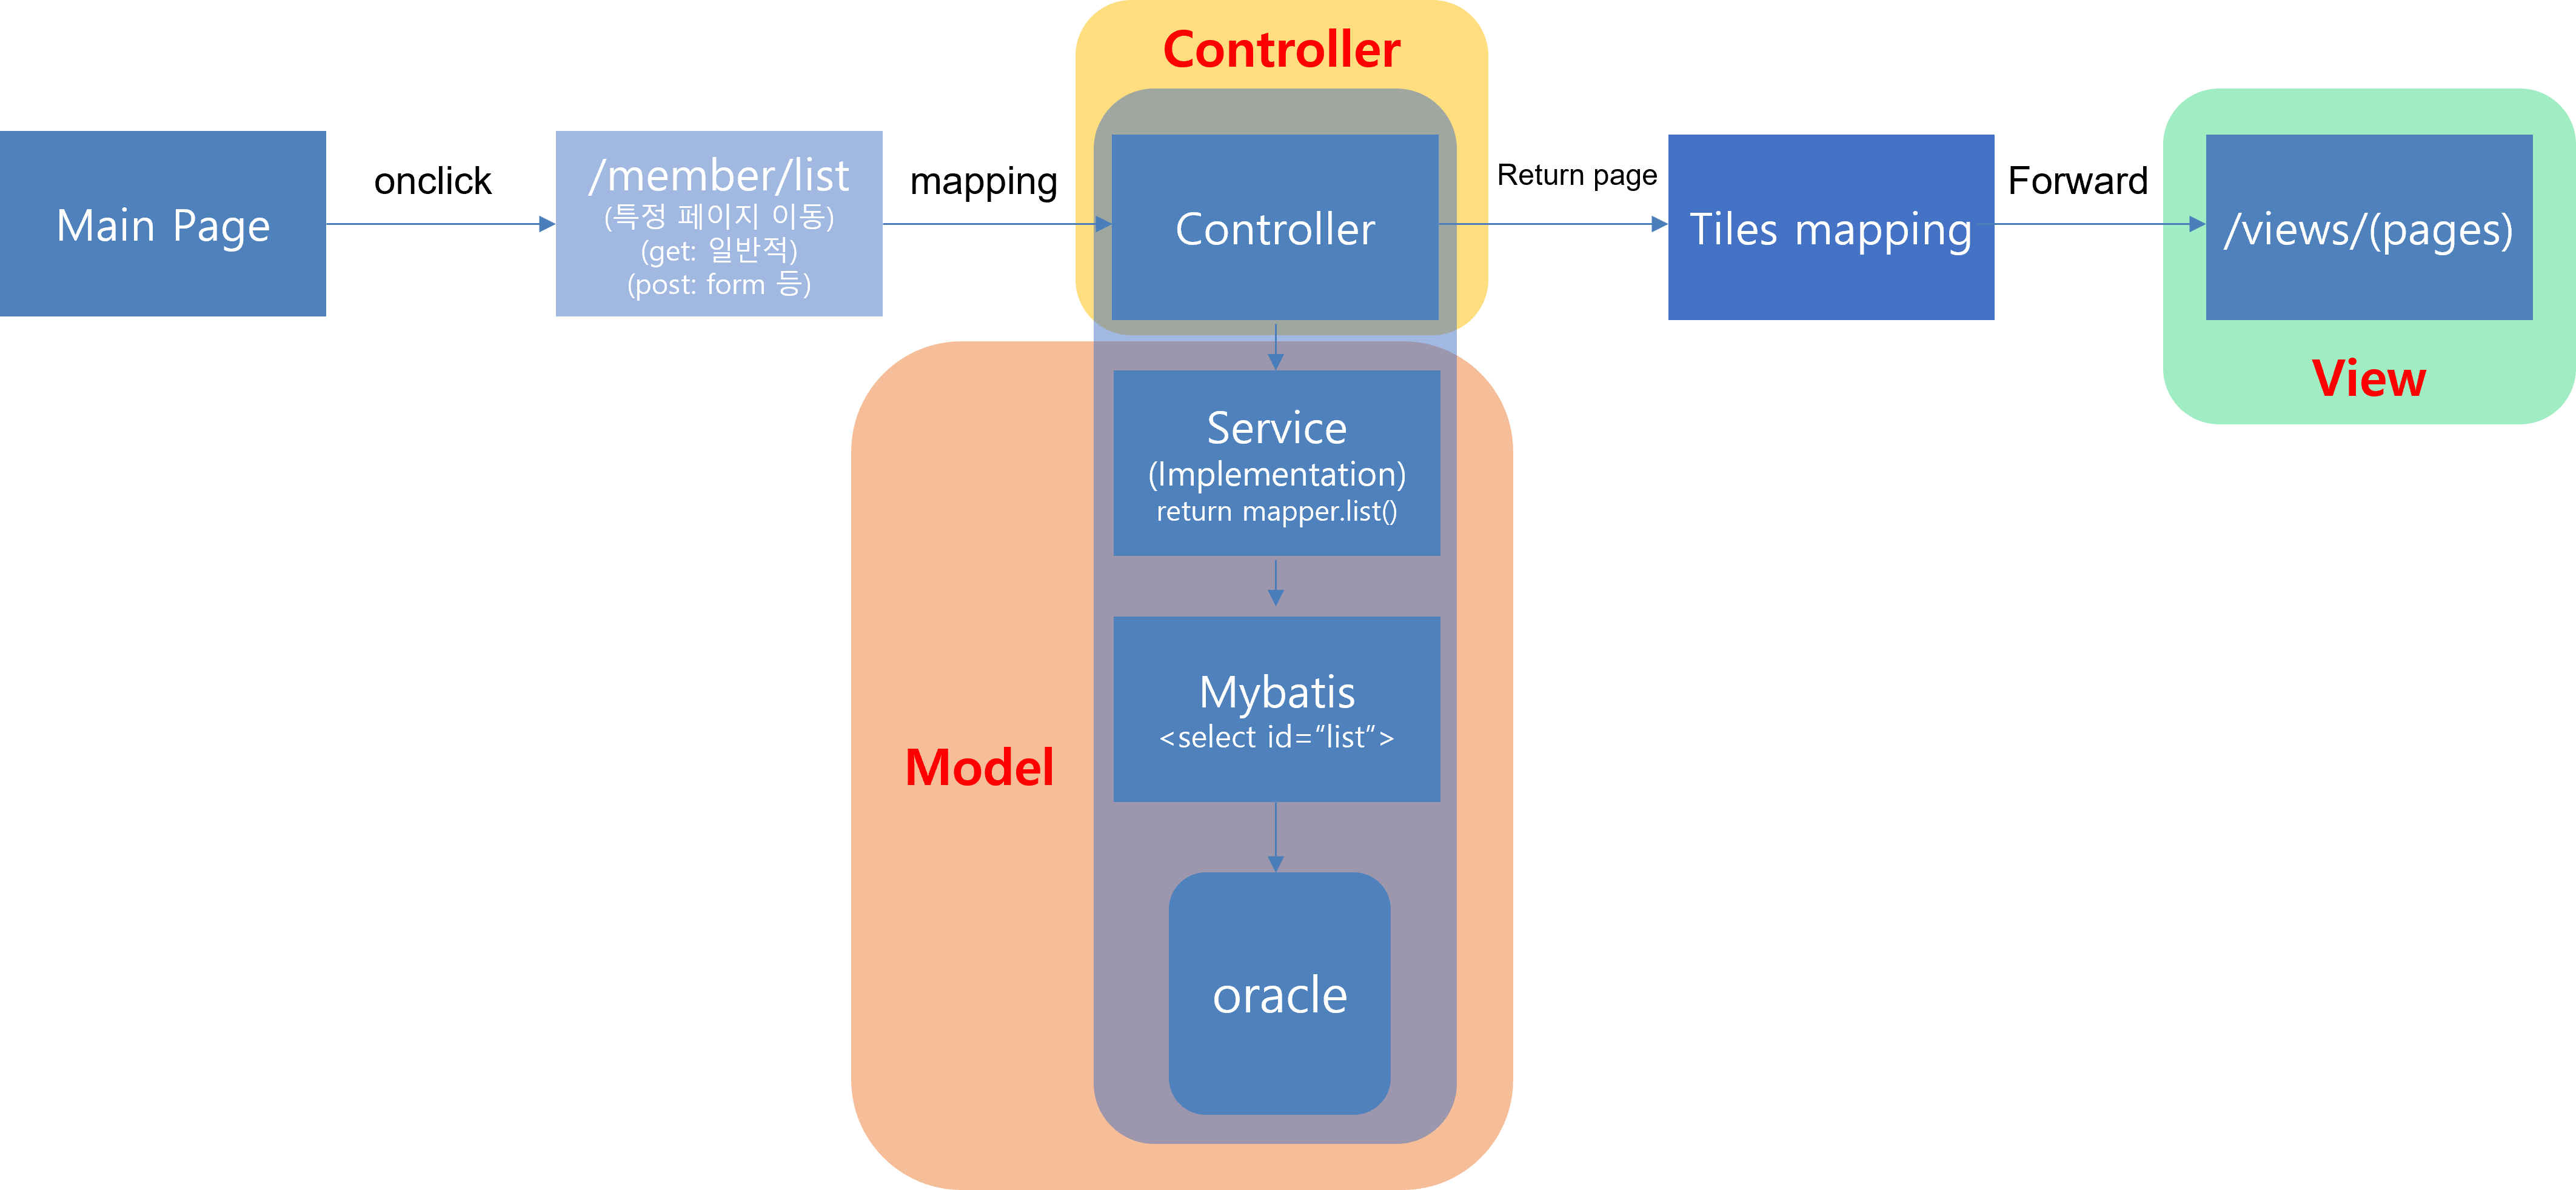 Controller
Main Page
onclick
/member/list
(특정 페이지 이동)
(get: 일반적)
(post: form 등)
mapping
Controller
Return page
Tiles mapping
Forward
/views/(pages)
View
Service
(Implementation)
return mapper.list()
Mybatis
<select id=“list”>
Model
oracle